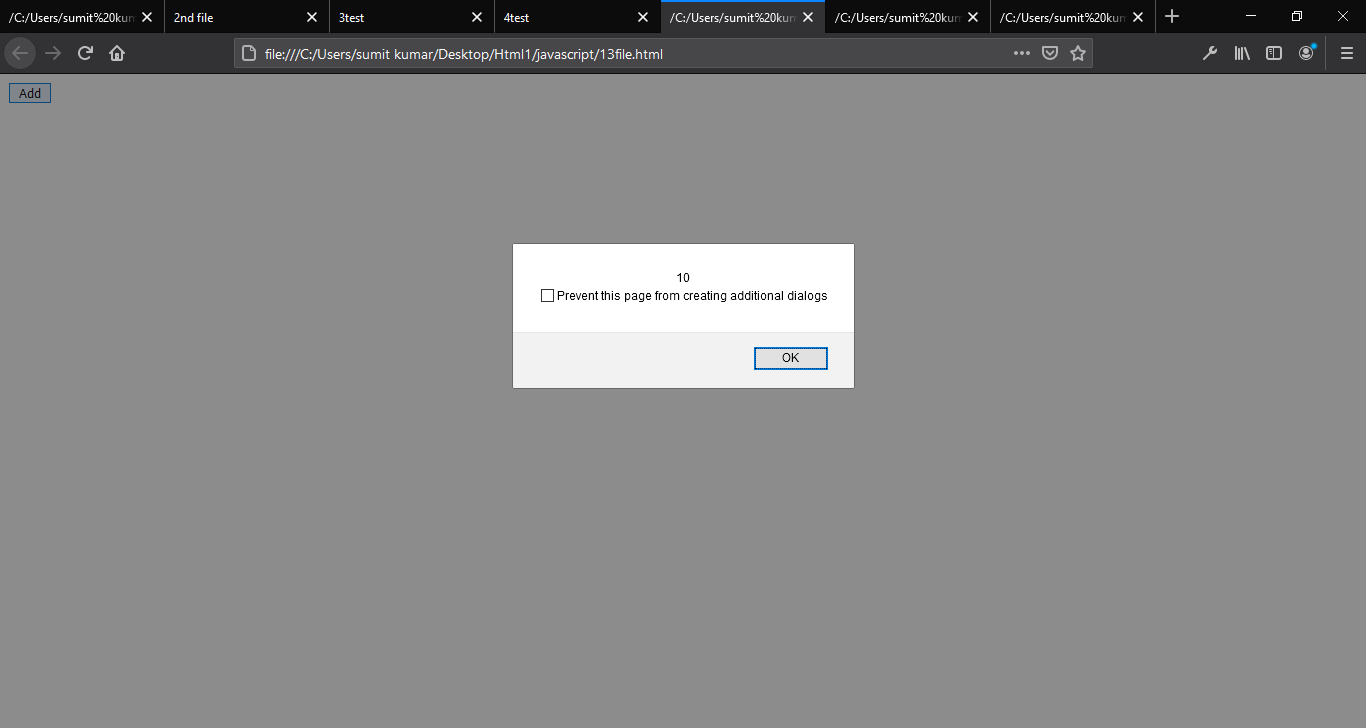 /C:/Users/sumit%20kum
2nd file
3test
4test
/C:/Users/sumit%20kum
/C:/Users/sumit%20kum
/C:/Users/sumit%20kum
file:///C:/Users/sumit kumar/Desktop/Html1/javascript/13file.html
Add
10
Prevent this page from creating additional dialogs
OK